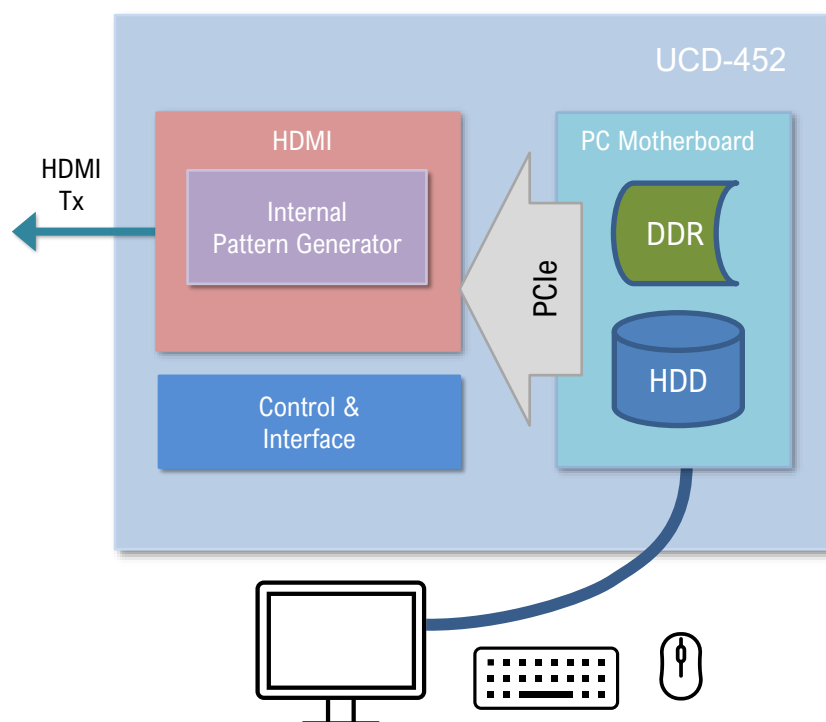 UCD-452
HDMI
PC Motherboard
HDMI
Tx
Internal
Pattern Generator
DDR
PCIe
HDD
Control &
Interface